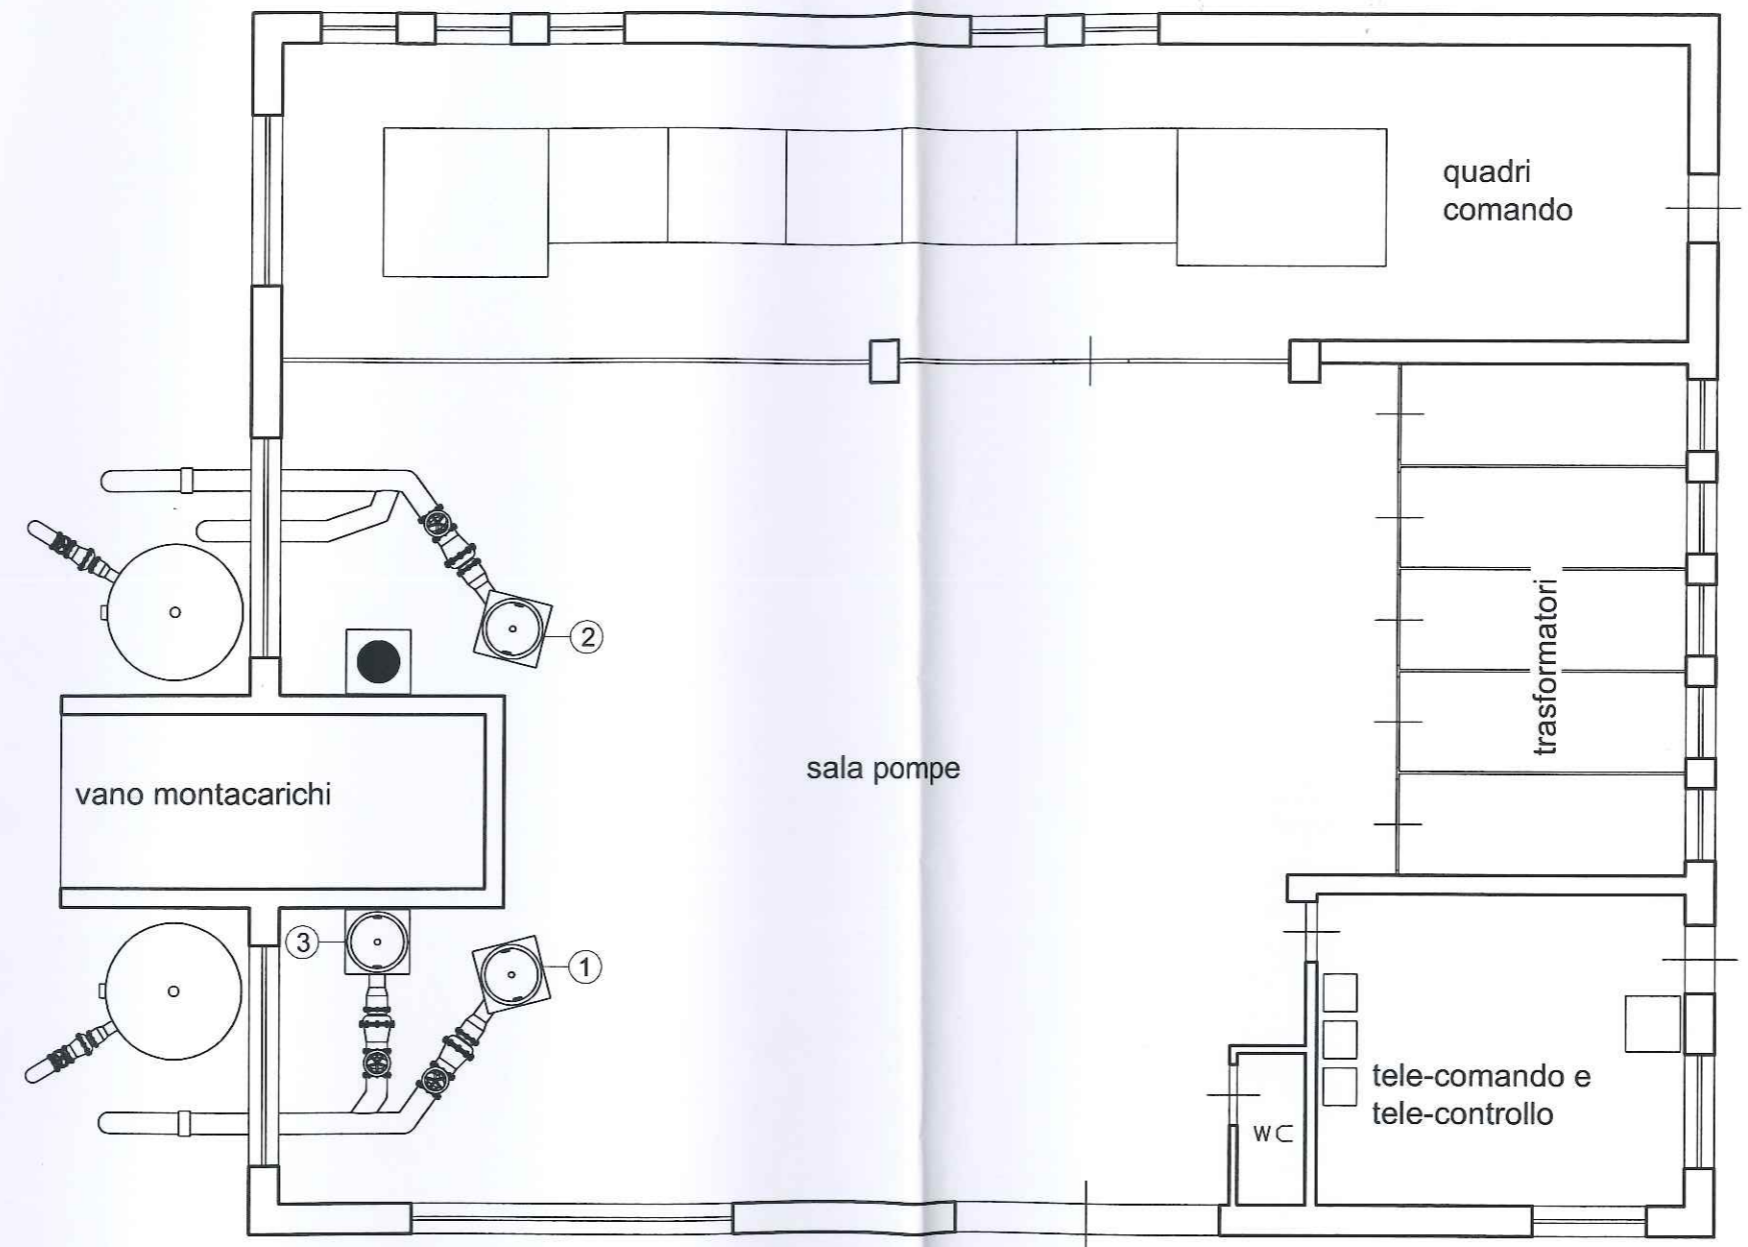 quadri
comando
2
trasformatori
sala pompe
vano montacarichi
3
1
tele-comando e
tele-controllo
WC